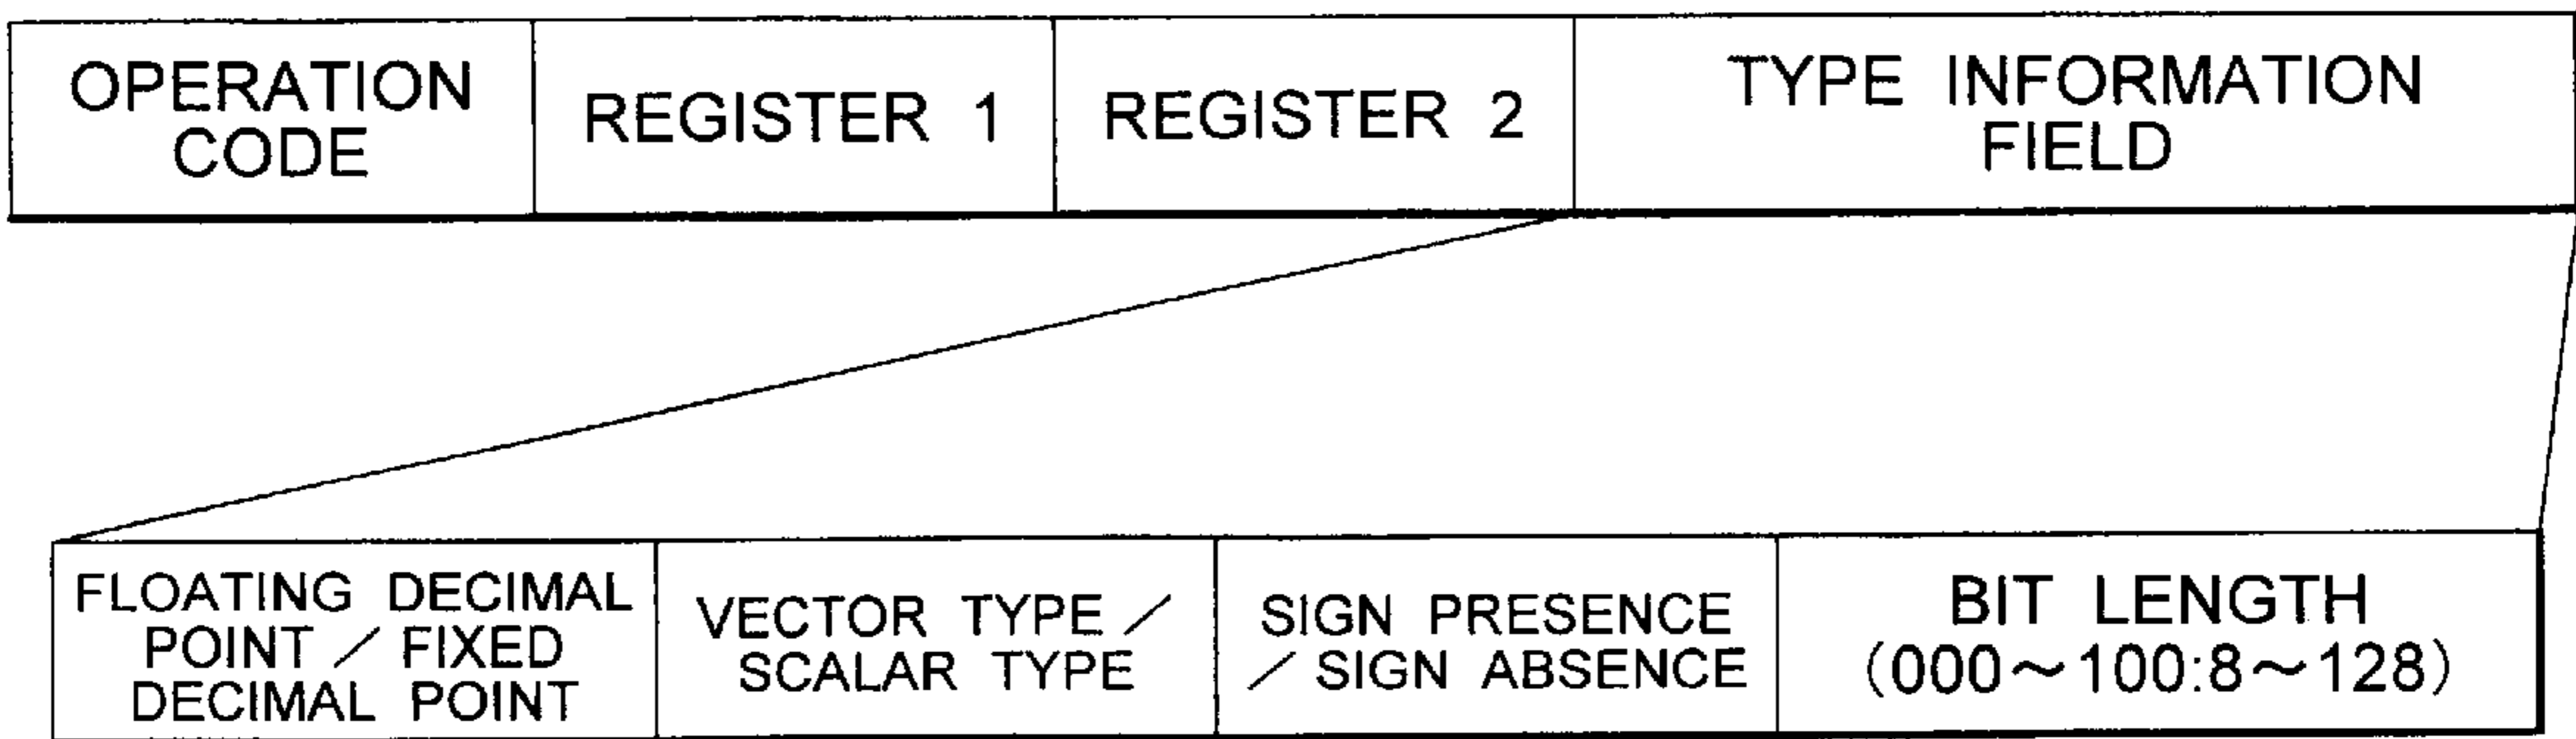 OPERATION
CODE
REGISTER 1
REGISTER 2
TYPE INFORMATION
FIELD
FLOATING DECIMAL
POINT / FIXED
DECIMAL POINT
VECTOR TYPE /
SCALAR TYPE
SIGN PRESENCE
/ SIGN ABSENCE
BIT LENGTH
(000~100:8~128)